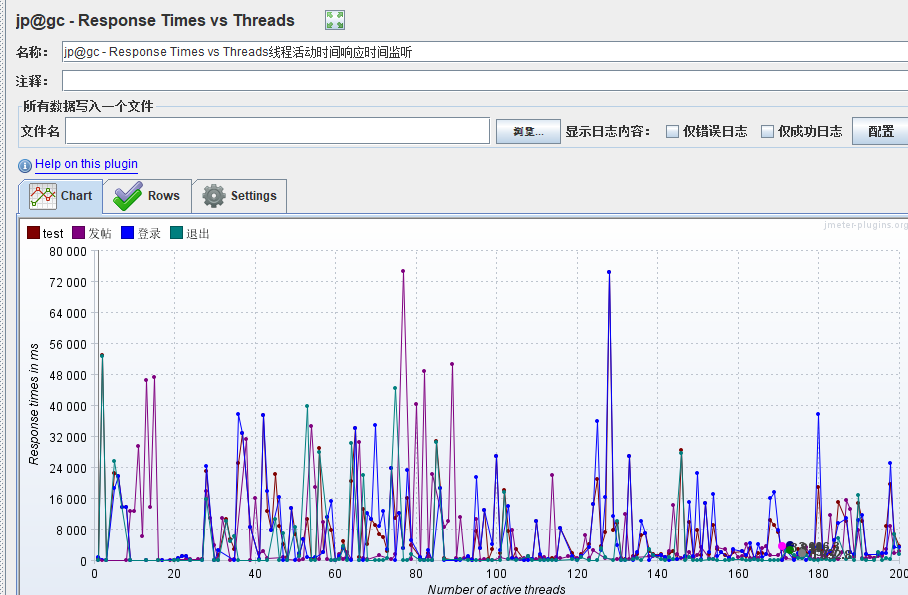 jp@gc - Response Times vs Threads
名称： jp@gc - Response Times vs Threads线程活动时间响应时间监听
注释：
所有数据写入一个文件
文件名 浏览... 显示日志内容： 仅错误日志 仅成功日志 配置
Help on this plugin
Chart Rows Settings
jmeter-plugins.org
test 发帖 登录 退出
80 000
72 000
64 000
56 000
48 000
40 000
32 000
24 000
16 000
8 000
0
Response times in ms
0 20 40 60 80 100 120 140 160 180 200
Number of active threads